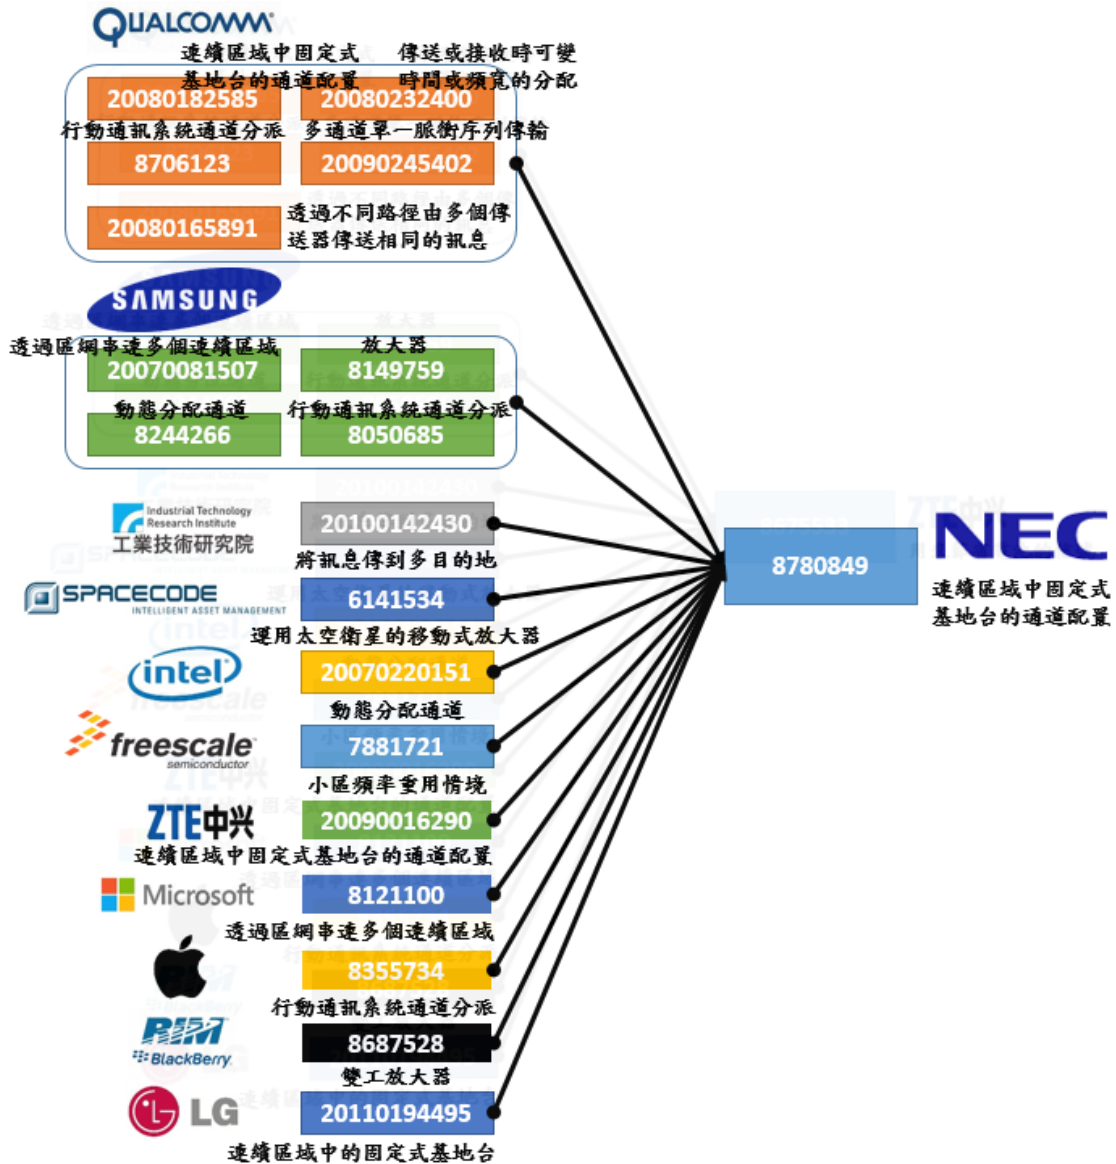 QUALCOMM
連續區域中固定式
基地台的通道配置
傳送或接收時可變
時間或頻寬的分配
20080182585
20080232400
行動通訊系統通道分派
多通道單一脈衝序列傳輸
8706123
20090245402
20080165891
透過不同路徑由多個傳
送器傳送相同的訊息
SAMSUNG
透過區網串連多個連續區域
放大器
20070081507
8149759
動態分配通道
行動通訊系統通道分派
8244266
8050685
Industrial Technology
Research Institute
工業技術研究院
20100142430
將訊息傳到多目的地
SPACECODE
INTELLIGENT ASSET MANAGEMENT
6141534
運用太空衛星的移動式放大器
intel
20070220151
動態分配通道
freescale
semiconductor
7881721
小區頻率重用情境
ZTE中兴
20090016290
連續區域中固定式基地台的通道配置
Microsoft
8121100
透過區網串連多個連續區域
8355734
行動通訊系統通道分派
RIM
BlackBerry
8687528
雙工放大器
LG
20110194495
連續區域中的固定式基地台
8780849
NEC
連續區域中固定式
基地台的通道配置